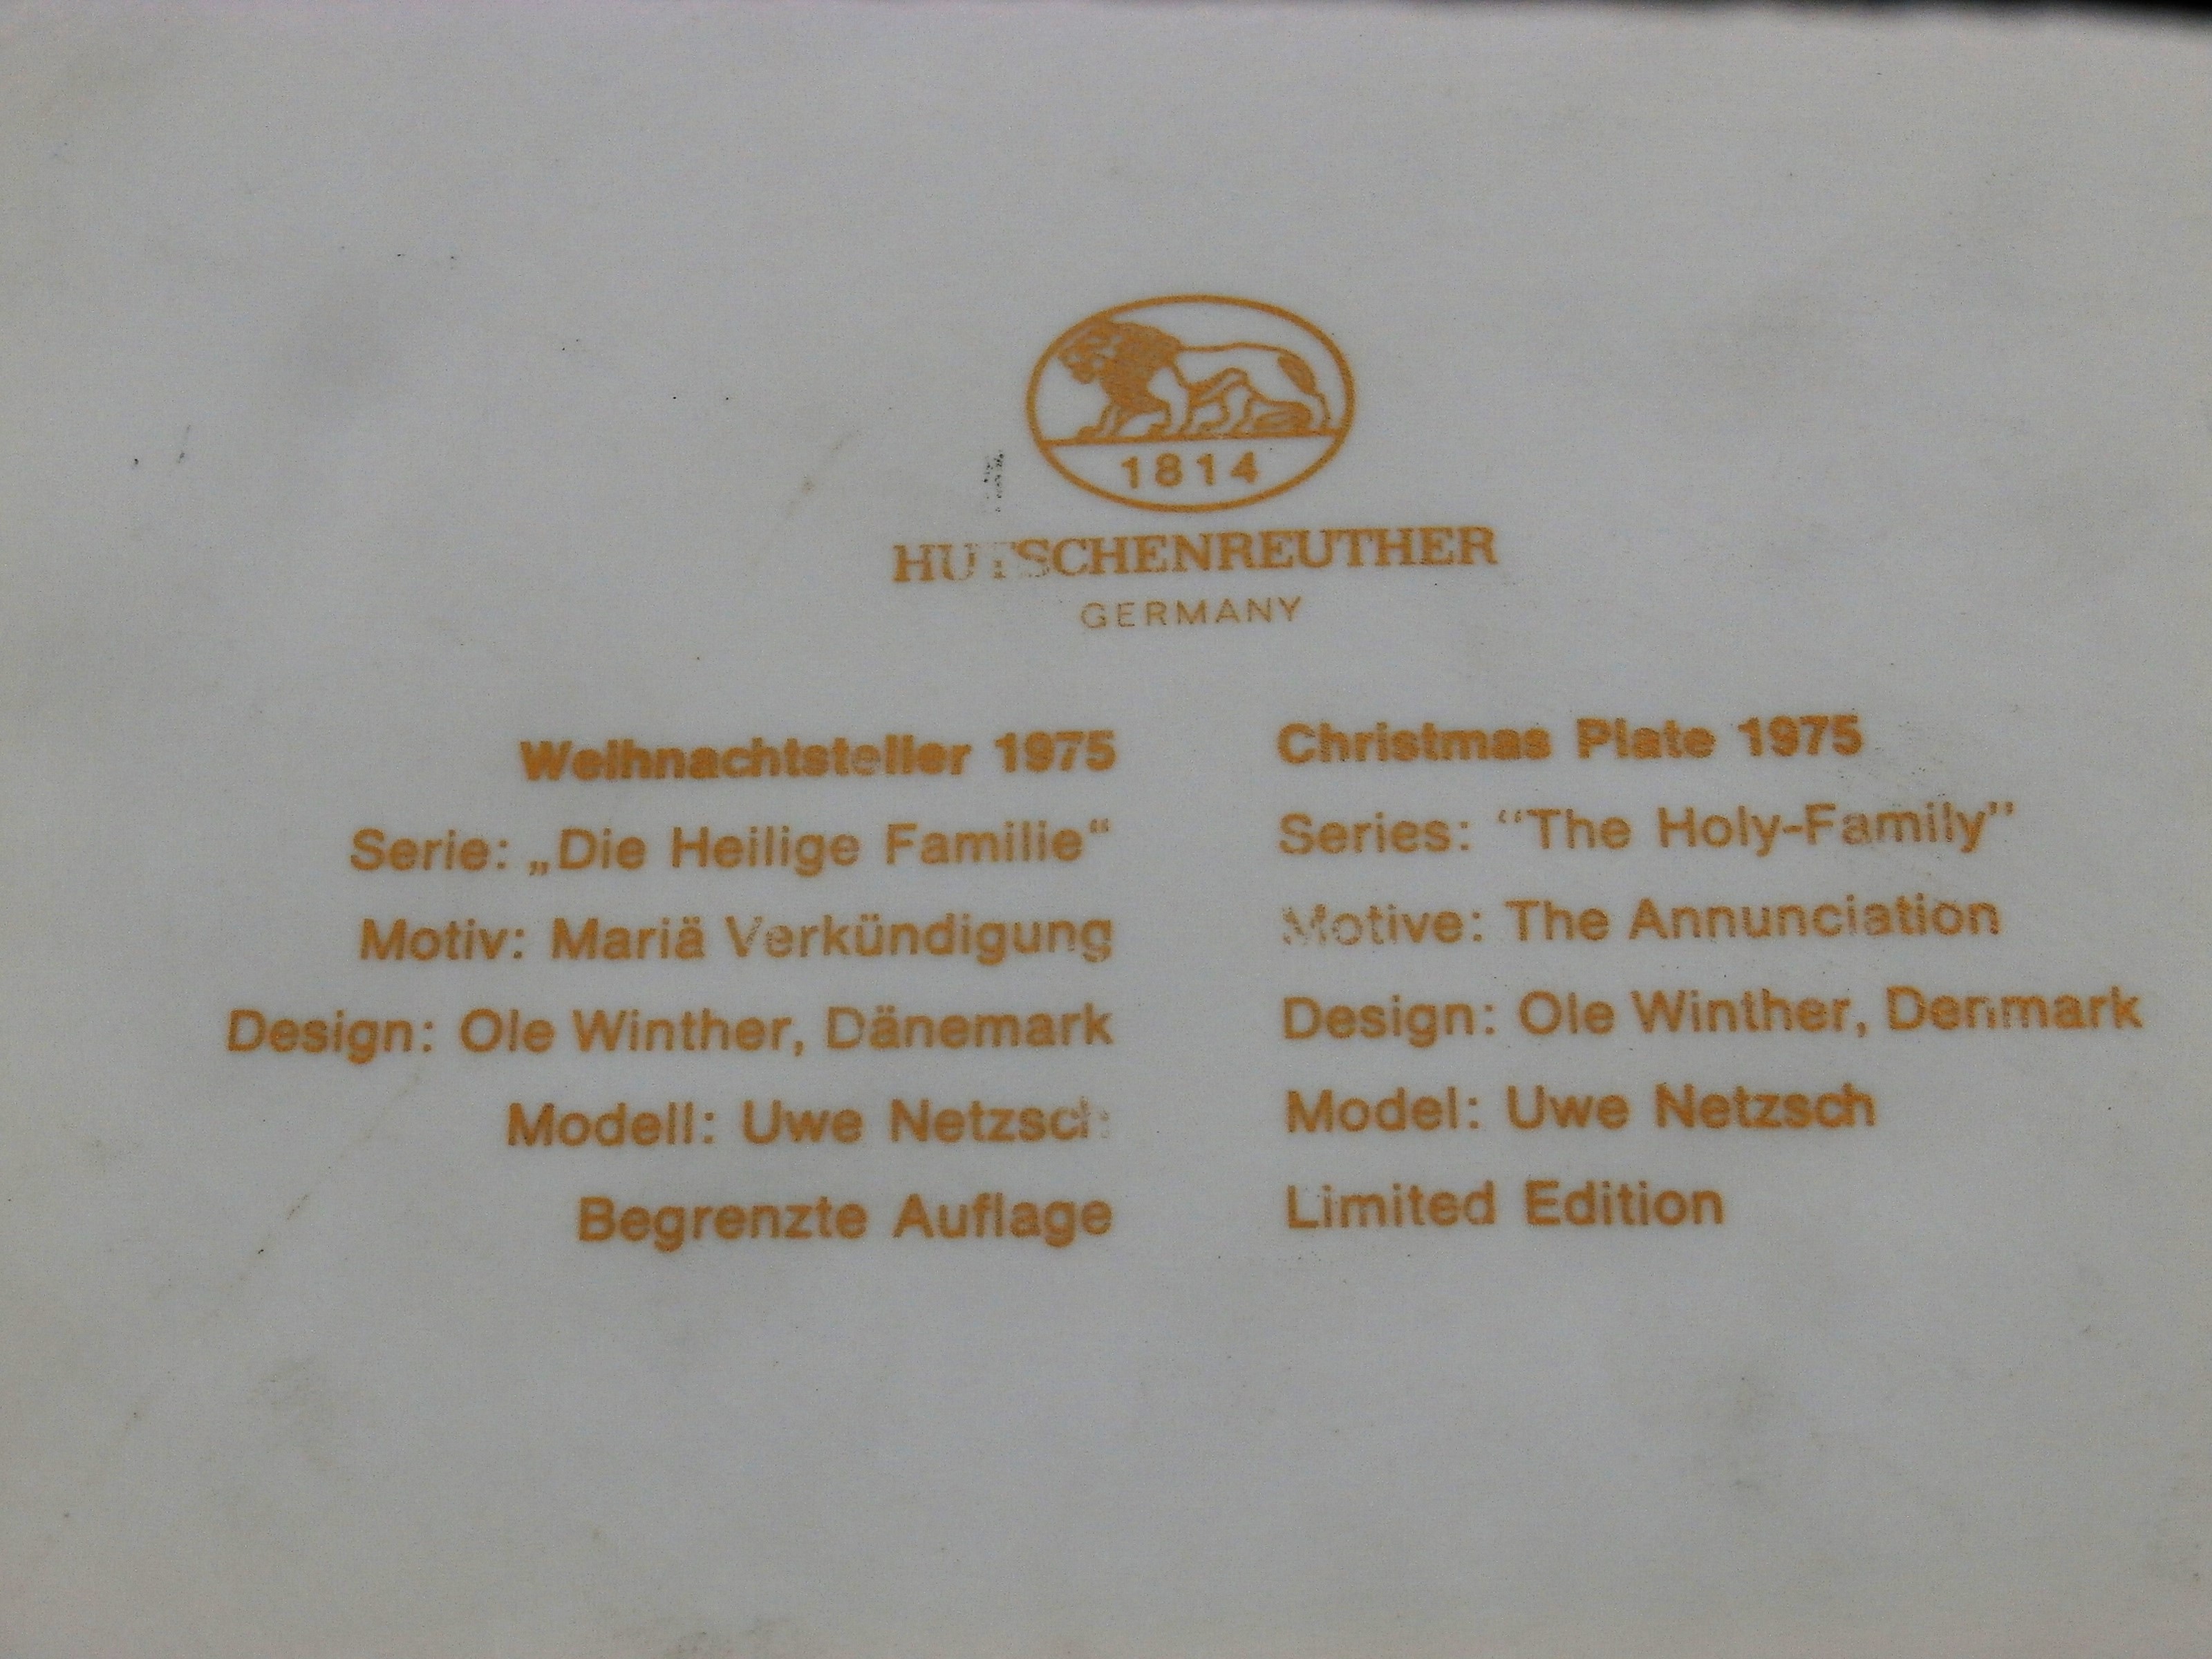 1814
HUTSCHENREUTHER
GERMANY
Weihnachtsteller 1975
Serie: „Die Heilige Familie“
Motiv: Mariä Verkündigung
Design: Ole Winther, Dänemark
Modell: Uwe Netzsch
Begrenzte Auflage
Christmas Plate 1975
Series: “The Holy-Family”
Motive: The Annunciation
Design: Ole Winther, Denmark
Model: Uwe Netzsch
Limited Edition